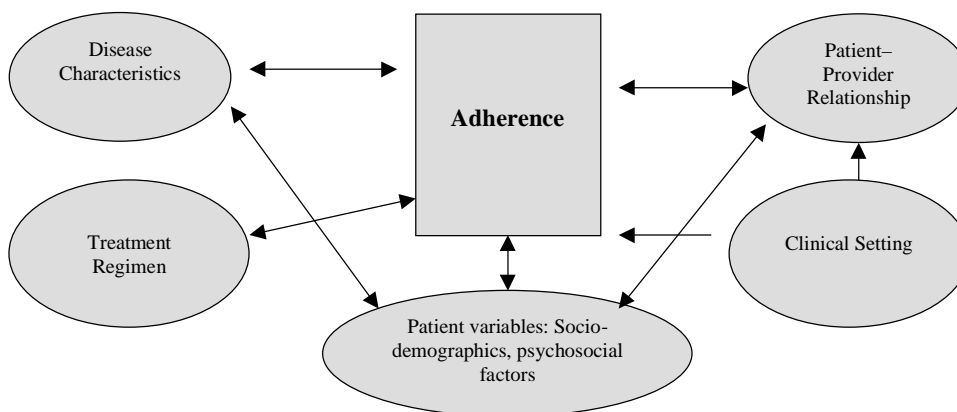 Disease
Characteristics
Adherence
Patient–
Provider
Relationship
Treatment
Regimen
Clinical Setting
Patient variables: Socio-
demographics, psychosocial
factors